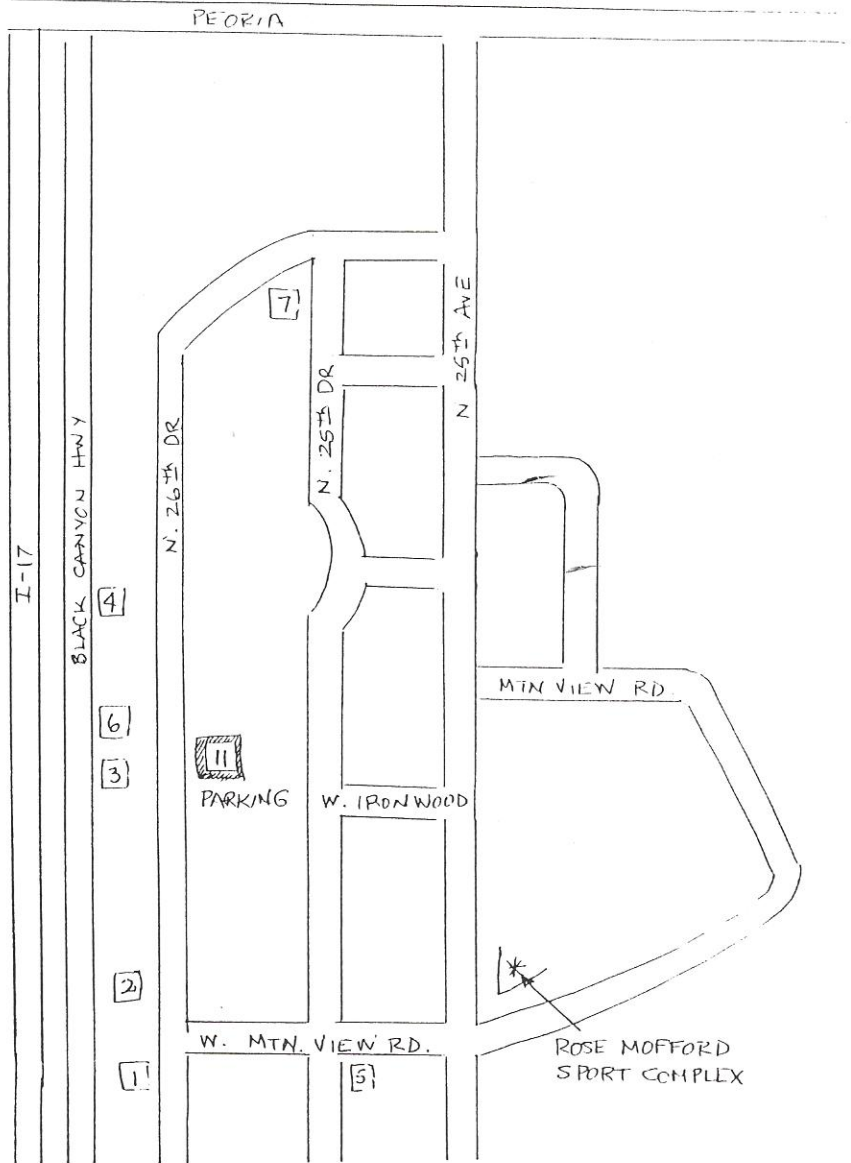 PEORIA
7
N 25th AVE
N. 25th DR
N. 26th DR
BLACK CANYON HWY
I-17
4
MTN VIEW RD.
6
11
3
PARKING
W. IRONWOOD
2
W. MTN. VIEW RD.
1
5
ROSE MOFFORD
SPORT COMPLEX